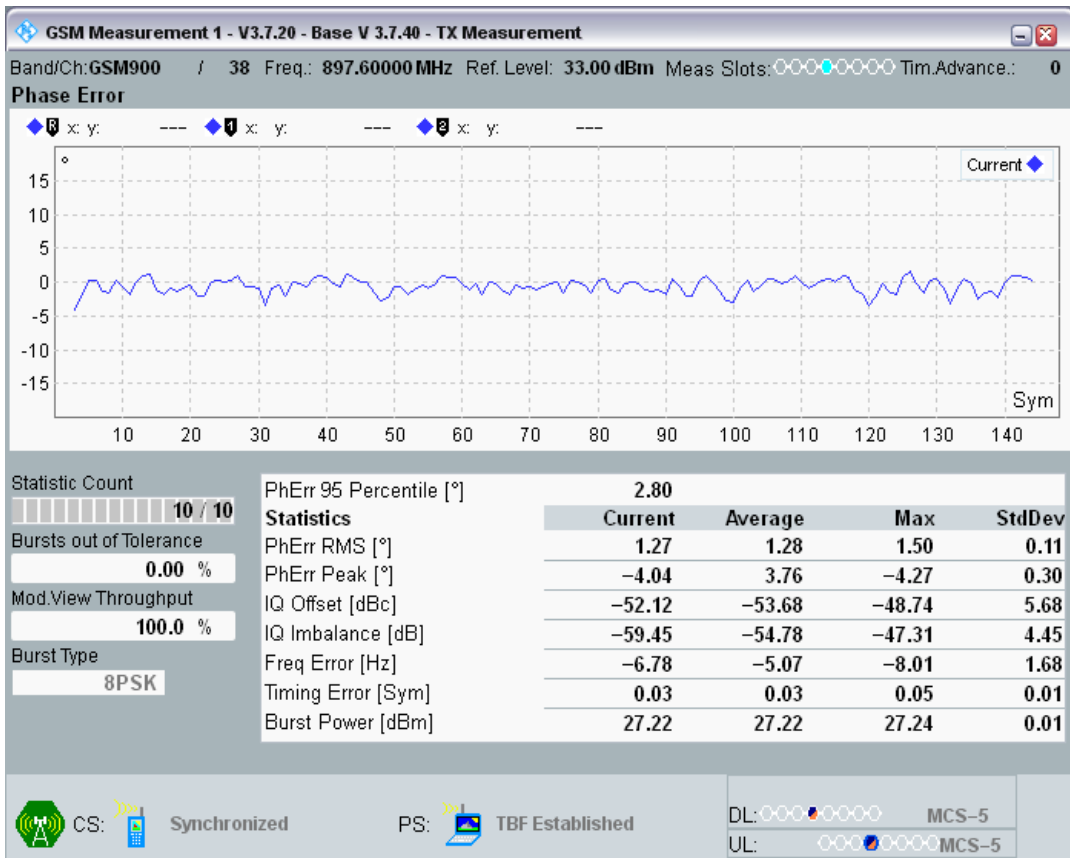 GSM Measurement 1 - V3.7.20 - Base V 3.7.40 - TX Measurement
Band/Ch:GSM900 / 38 Freq.: 897.60000 MHz Ref. Level: 33.00 dBm Meas Slots: Tim.Advance.: 0
Phase Error
R x: y: --- 1 x: y: --- 2 x: y: ---
°
Current
15
10
5
0
-5
-10
-15
Sym
10 20 30 40 50 60 70 80 90 100 110 120 130 140
Statistic Count
10 / 10
Bursts out of Tolerance
0.00 %
Mod.View Throughput
100.0 %
Burst Type
8PSK
PhErr 95 Percentile [°] 2.80
Statistics Current Average Max StdDev
PhErr RMS [°] 1.27 1.28 1.50 0.11
PhErr Peak [°] −4.04 3.76 −4.27 0.30
IQ Offset [dBc] −52.12 −53.68 −48.74 5.68
IQ Imbalance [dB] −59.45 −54.78 −47.31 4.45
Freq Error [Hz] −6.78 −5.07 −8.01 1.68
Timing Error [Sym] 0.03 0.03 0.05 0.01
Burst Power [dBm] 27.22 27.22 27.24 0.01
CS: Synchronized PS: TBF Established
DL: MCS−5
UL: MCS−5